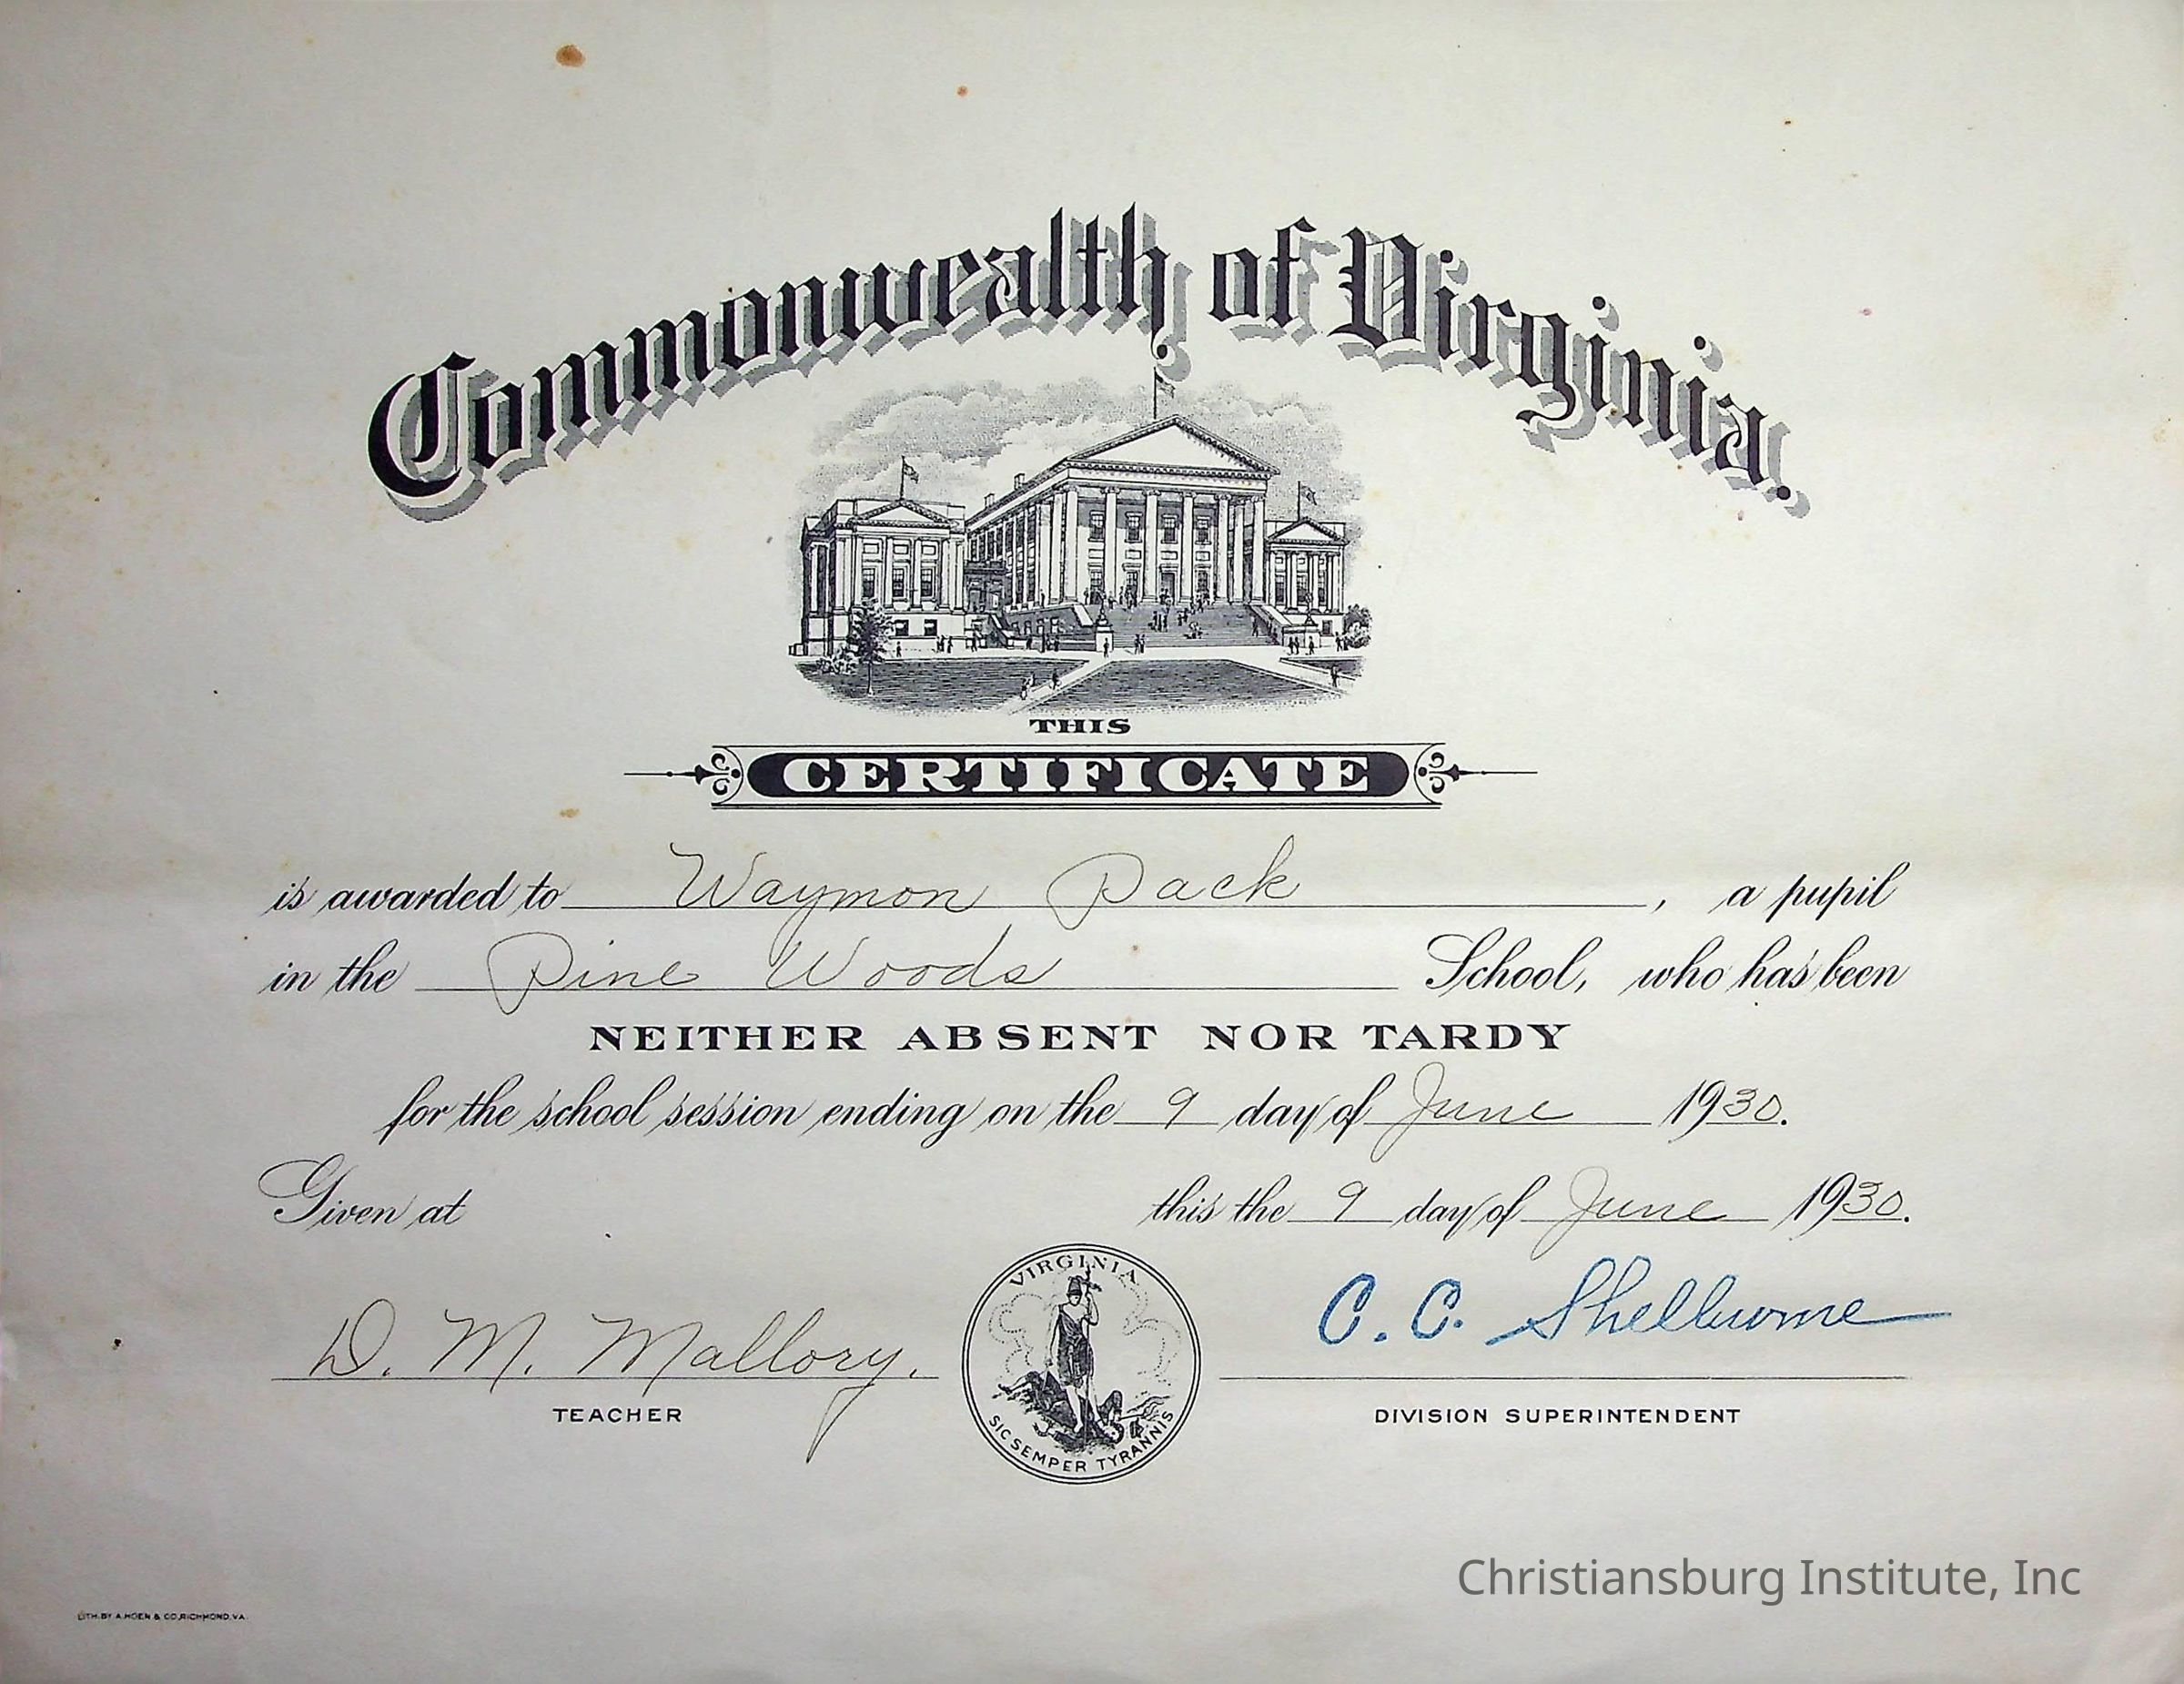 Commonwealth of Virginia.
THIS
CERTIFICATE
is awarded to Waymon Pack, a pupil
in the Pine Woods School, who has been
NEITHER ABSENT NOR TARDY
for the school session ending on the 9 day of June 1930.
Given at this the 9 day of June 1930.
D. M. Mallory.
TEACHER
VIRGINIA
SIC SEMPER TYRANNIS
C. C. Shelburne
DIVISION SUPERINTENDENT
Christiansburg Institute, Inc
LITH. BY A. HOEN & CO. RICHMOND, VA.